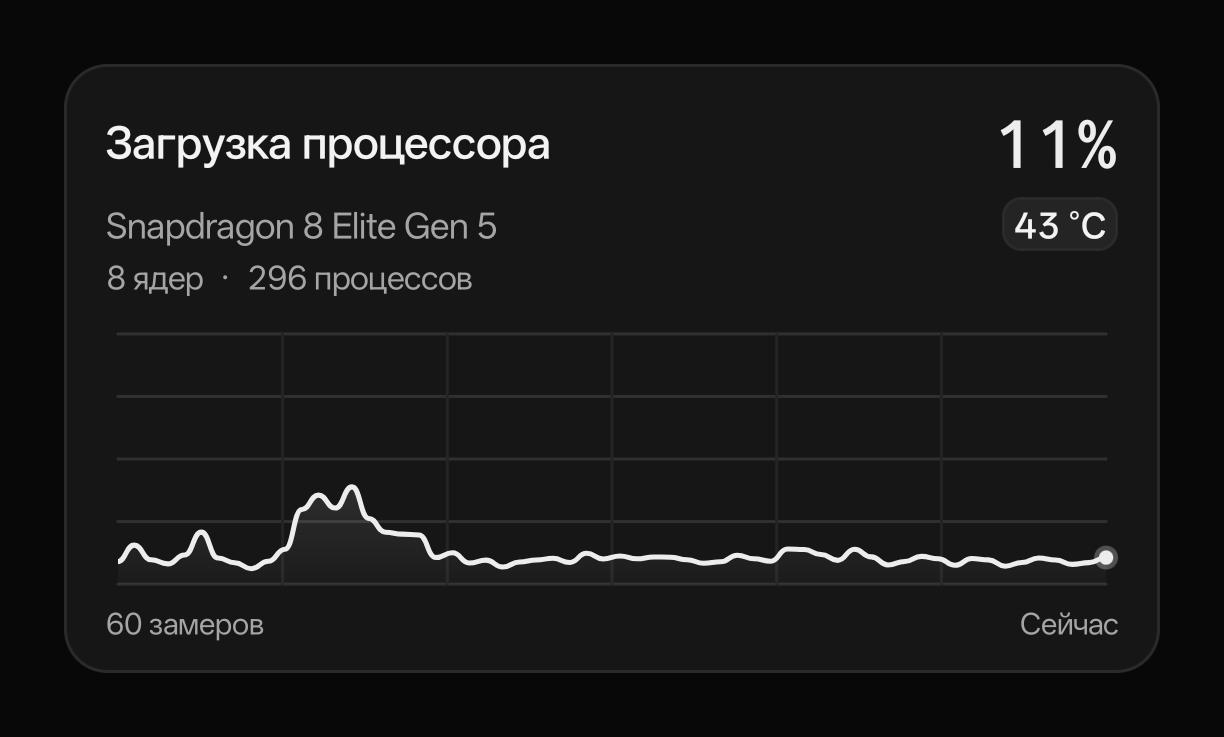 Загрузка процессора
11%
Snapdragon 8 Elite Gen 5
43 °C
8 ядер · 296 процессов
60 замеров
Сейчас